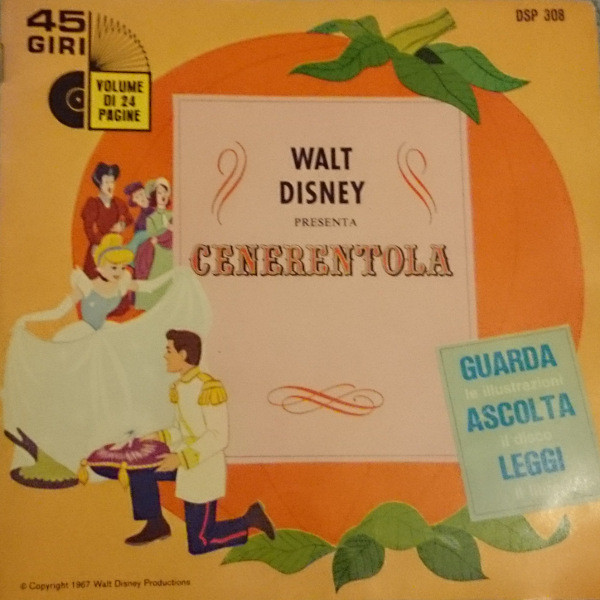 45
GIRI
DSP 308
VOLUME
DI 24
PAGINE
WALT
DISNEY
PRESENTA
CENERENTOLA
GUARDA
le illustrazioni
ASCOLTA
il disco
LEGGI
© Copyright 1967 Walt Disney Productions